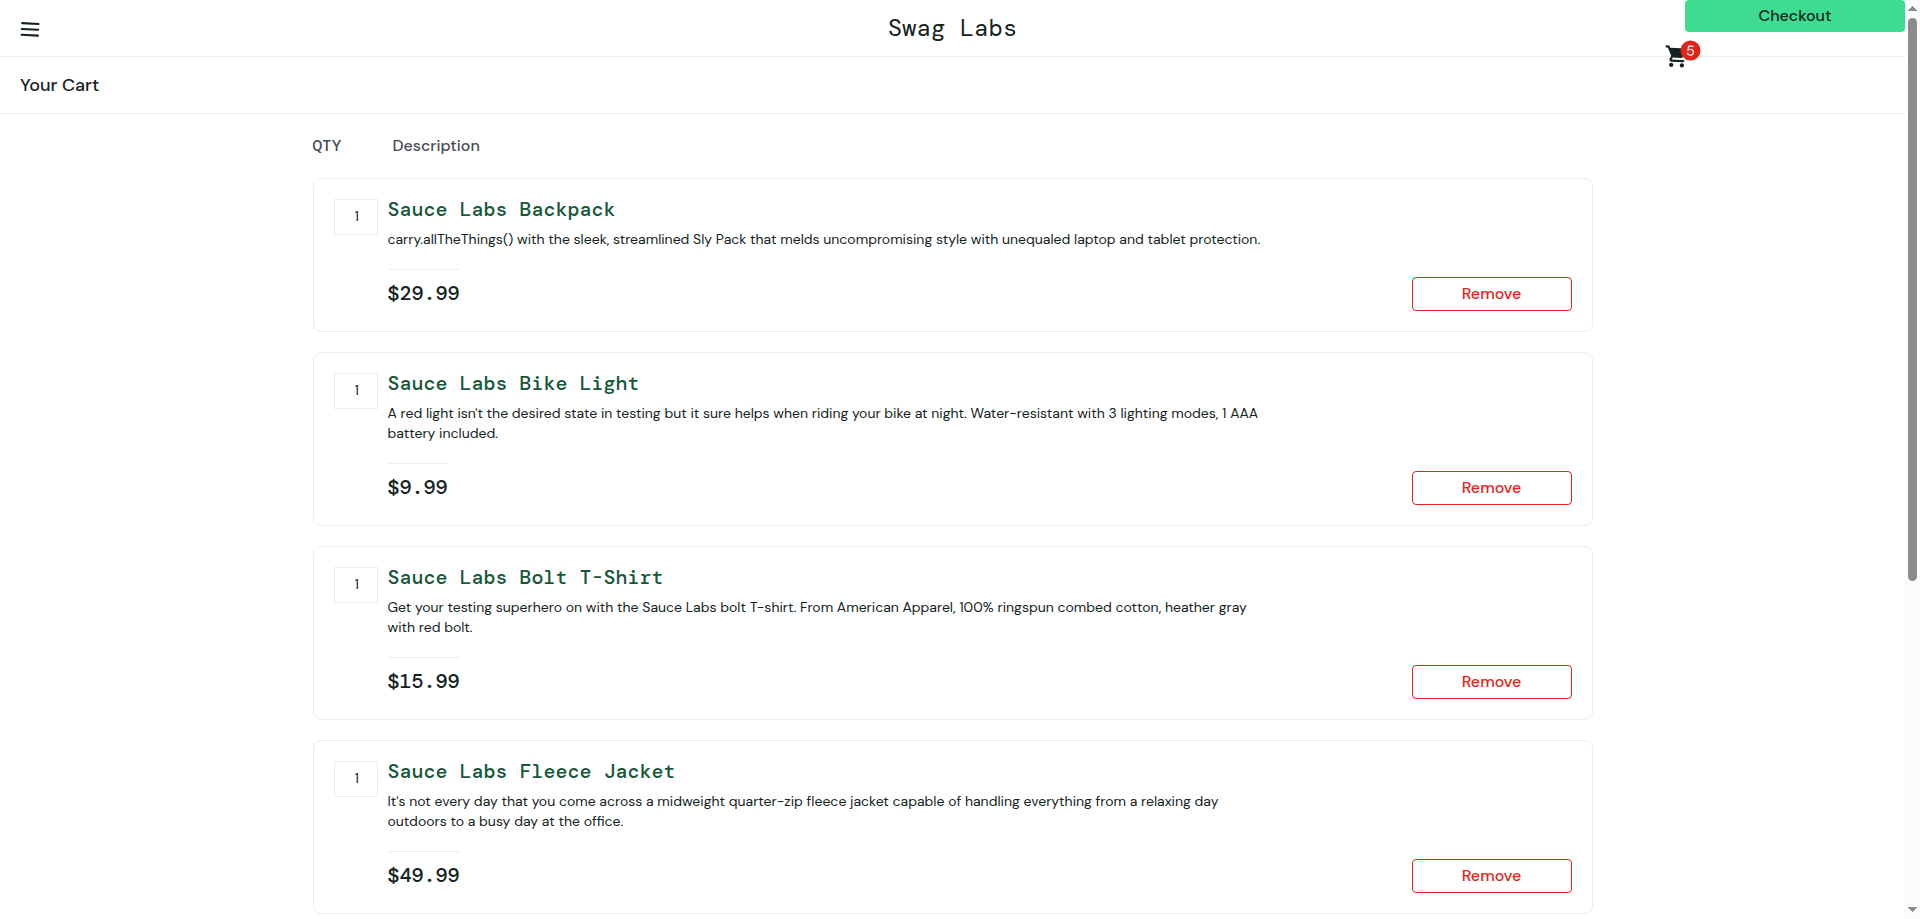 Swag Labs
Checkout
5
Your Cart
QTY Description
1
Sauce Labs Backpack
carry.allTheThings() with the sleek, streamlined Sly Pack that melds uncompromising style with unequaled laptop and tablet protection.
$29.99
Remove
1
Sauce Labs Bike Light
A red light isn't the desired state in testing but it sure helps when riding your bike at night. Water-resistant with 3 lighting modes, 1 AAA
battery included.
$9.99
Remove
1
Sauce Labs Bolt T-Shirt
Get your testing superhero on with the Sauce Labs bolt T-shirt. From American Apparel, 100% ringspun combed cotton, heather gray
with red bolt.
$15.99
Remove
1
Sauce Labs Fleece Jacket
It's not every day that you come across a midweight quarter-zip fleece jacket capable of handling everything from a relaxing day
outdoors to a busy day at the office.
$49.99
Remove